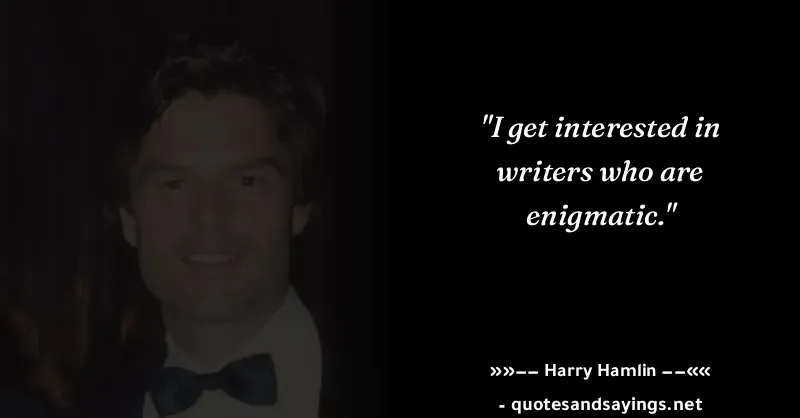 "I get interested in
writers who are
enigmatic."
»»–– Harry Hamlin ––««
- quotesandsayings.net